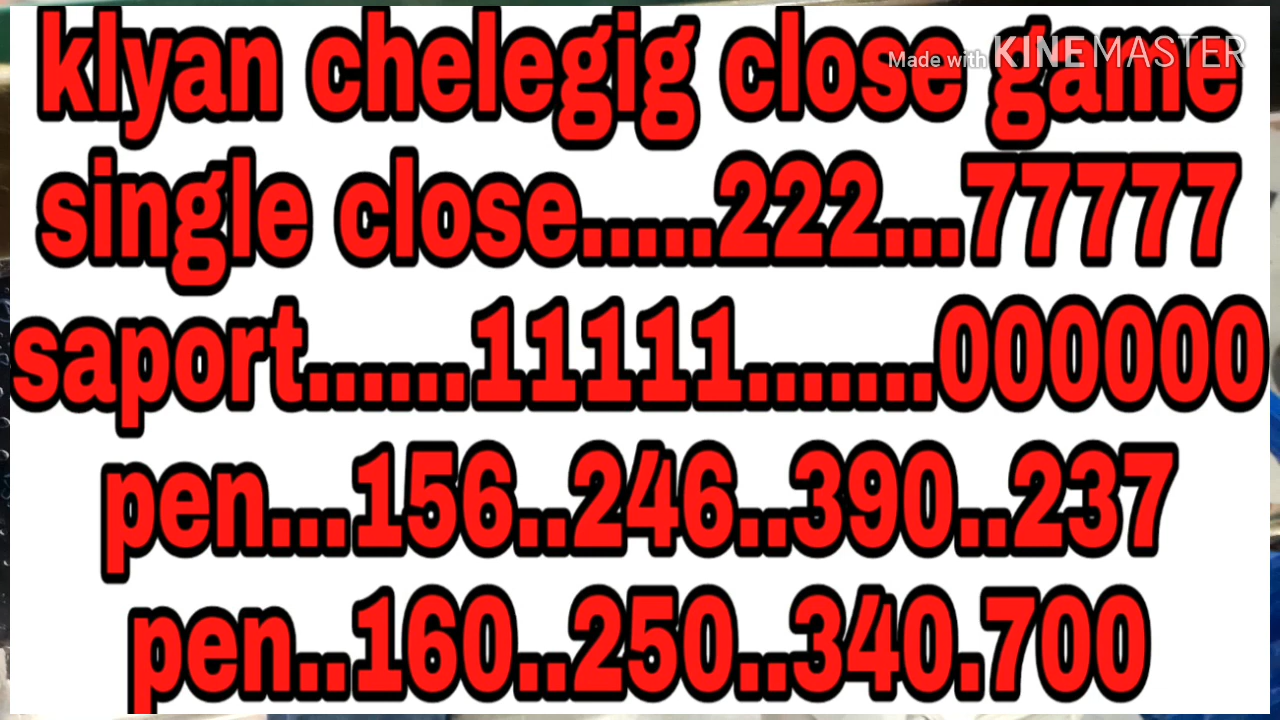 klyan chelegig close game
Made with KINEMASTER
single close.....222...77777
saport......11111.......000000
pen...156..246..390..237
pen..160..250..340.700